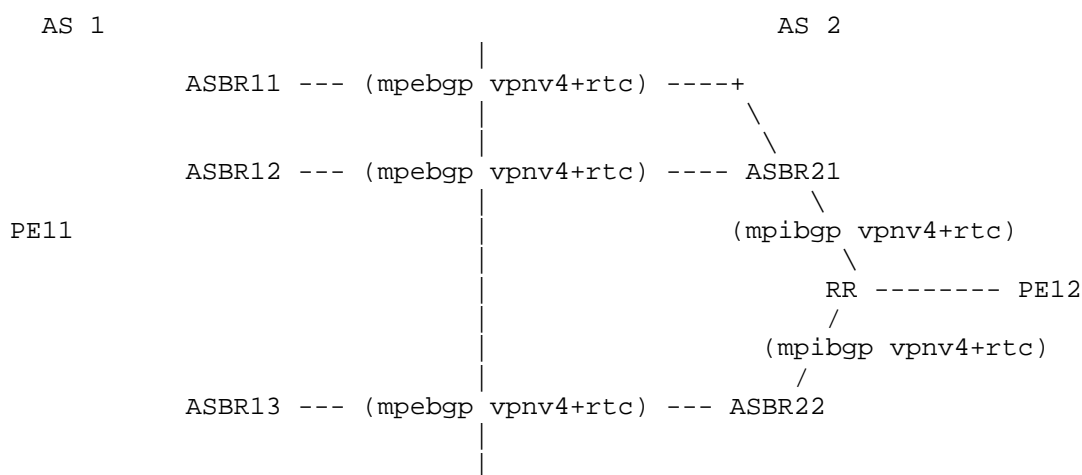 AS 1 AS 2
ASBR11 --- (mpebgp vpnv4+rtc) ----+
ASBR12 --- (mpebgp vpnv4+rtc) ---- ASBR21
PE11 (mpibgp vpnv4+rtc)
RR -------- PE12
(mpibgp vpnv4+rtc)
ASBR13 --- (mpebgp vpnv4+rtc) --- ASBR22